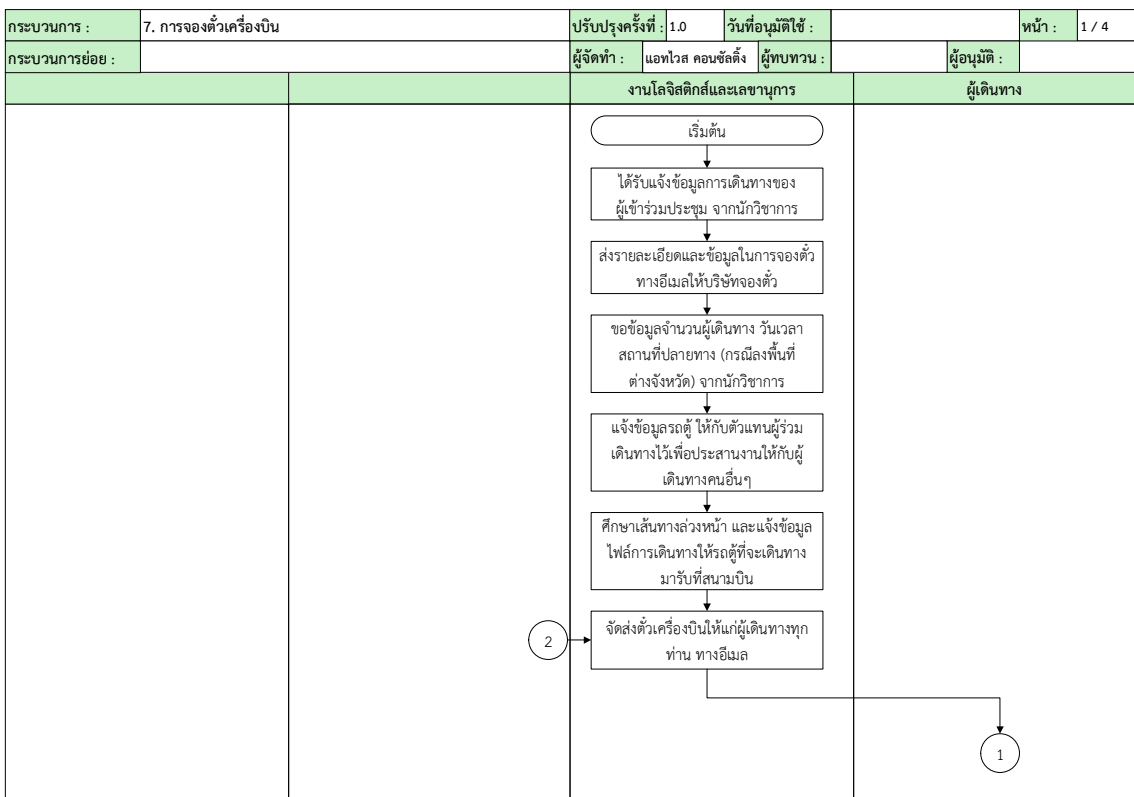 กระบวนการ : 7. การจองตั๋วเครื่องบิน ปรับปรุงครั้งที่ : 1.0 วันที่อนุมัติใช้ : หน้า : 1 / 4
กระบวนการย่อย : ผู้จัดทำ : แอทไวส คอนซัลติ้ง ผู้ทบทวน : ผู้อนุมัติ :
งานโลจิสติกส์และเลขานุการ ผู้เดินทาง
เริ่มต้น
ได้รับแจ้งข้อมูลการเดินทางของ
ผู้เข้าร่วมประชุม จากนักวิชาการ
ส่งรายละเอียดและข้อมูลในการจองตั๋ว
ทางอีเมลให้บริษัทจองตั๋ว
ขอข้อมูลจำนวนผู้เดินทาง วันเวลา
สถานที่ปลายทาง (กรณีลงพื้นที่
ต่างจังหวัด) จากนักวิชาการ
แจ้งข้อมูลรถตู้ ให้กับตัวแทนผู้ร่วม
เดินทางไว้เพื่อประสานงานให้กับผู้
เดินทางคนอื่นๆ
ศึกษาเส้นทางล่วงหน้า และแจ้งข้อมูล
ไฟล์การเดินทางให้รถตู้ที่จะเดินทาง
มารับที่สนามบิน
จัดส่งตั๋วเครื่องบินให้แก่ผู้เดินทางทุก
ท่าน ทางอีเมล
2
1